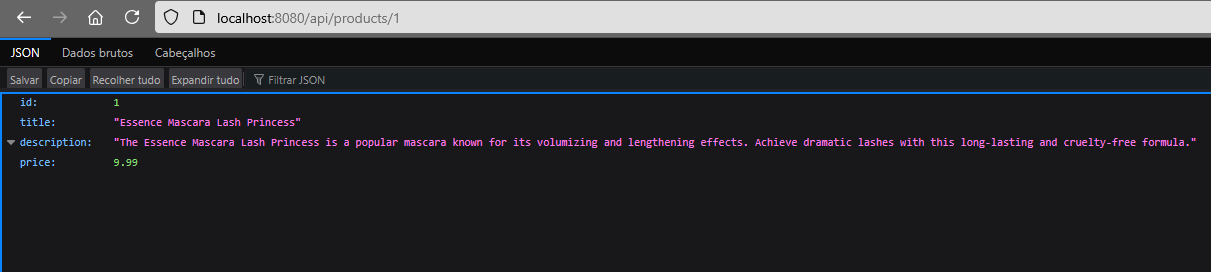 localhost:8080/api/products/1
JSON Dados brutos Cabeçalhos
Salvar Copiar Recolher tudo Expandir tudo Filtrar JSON
id: 1
title: "Essence Mascara Lash Princess"
description: "The Essence Mascara Lash Princess is a popular mascara known for its volumizing and lengthening effects. Achieve dramatic lashes with this long-lasting and cruelty-free formula."
price: 9.99